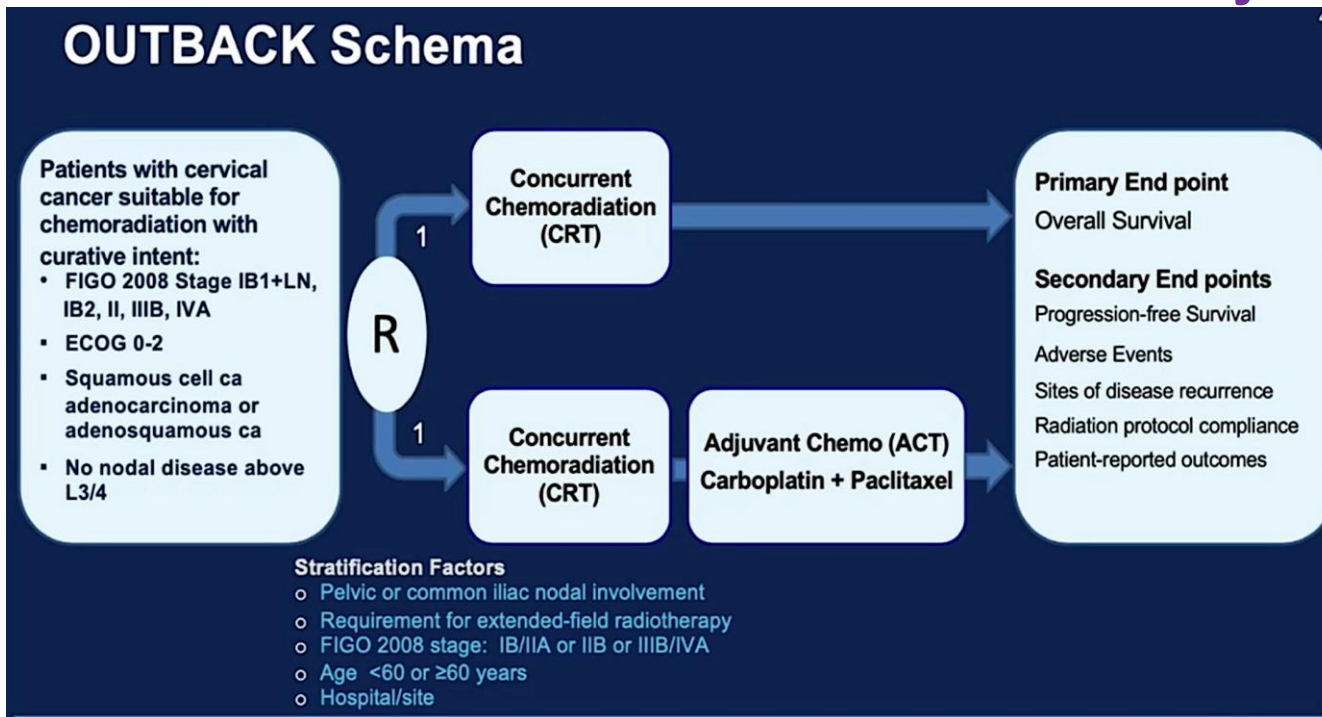 OUTBACK Schema
Patients with cervical
cancer suitable for
chemoradiation with
curative intent:
• FIGO 2008 Stage IB1+LN,
IB2, II, IIIB, IVA
▪ ECOG 0-2
▪ Squamous cell ca
adenocarcinoma or
adenosquamous ca
▪ No nodal disease above
L3/4
R
1
Concurrent
Chemoradiation
(CRT)
1
Concurrent
Chemoradiation
(CRT)
Adjuvant Chemo (ACT)
Carboplatin + Paclitaxel
Primary End point
Overall Survival
Secondary End points
Progression-free Survival
Adverse Events
Sites of disease recurrence
Radiation protocol compliance
Patient-reported outcomes
Stratification Factors
o Pelvic or common iliac nodal involvement
o Requirement for extended-field radiotherapy
o FIGO 2008 stage: IB/IIA or IIB or IIIB/IVA
o Age <60 or ≥60 years
o Hospital/site